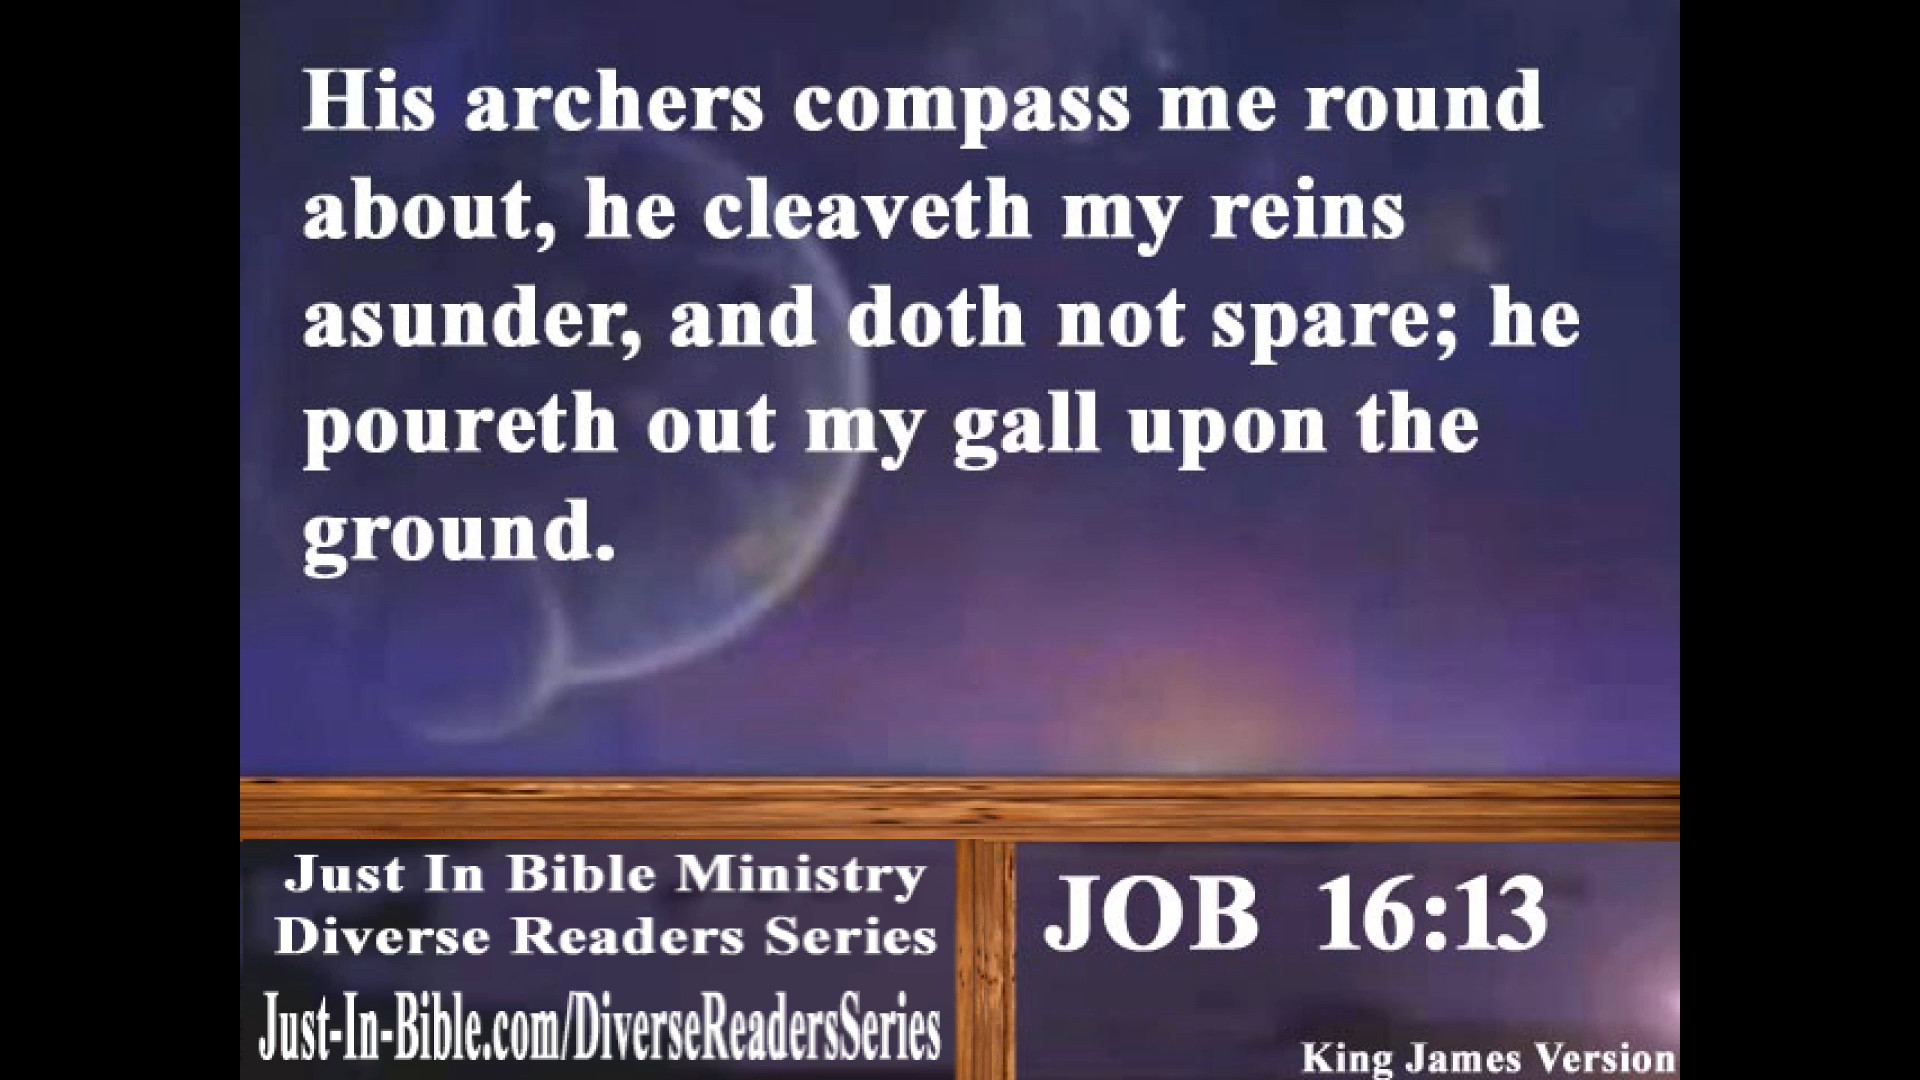 His archers compass me round
about, he cleaveth my reins
asunder, and doth not spare; he
poureth out my gall upon the
ground.
Just In Bible Ministry
Diverse Readers Series
Just-In-Bible.com/DiverseReadersSeries
JOB 16:13
King James Version